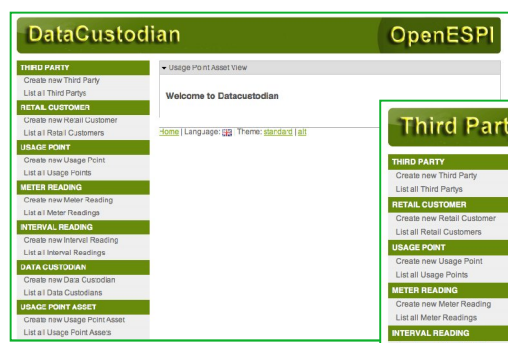 DataCustodian
OpenESPI
THIRD PARTY
Create new Third Party
List all Third Partys
RETAIL CUSTOMER
Create new Retail Customer
List all Retail Customers
USAGE POINT
Create new Usage Point
List all Usage Points
METER READING
Create new Meter Reading
List all Meter Readings
INTERVAL READING
Create new Interval Reading
List all Interval Readings
DATA CUSTODIAN
Create new Data Custodian
List all Data Custodians
USAGE POINT ASSET
Create new Usage Point Asset
List all Usage Point Assets
Usage Point Asset View
Welcome to Datacustodian
Home | Language: Theme: standard | alt
Third Part
THIRD PARTY
Create new Third Party
List all Third Partys
RETAIL CUSTOMER
Create new Retail Customer
List all Retail Customers
USAGE POINT
Create new Usage Point
List all Usage Points
METER READING
Create new Meter Reading
List all Meter Readings
INTERVAL READING